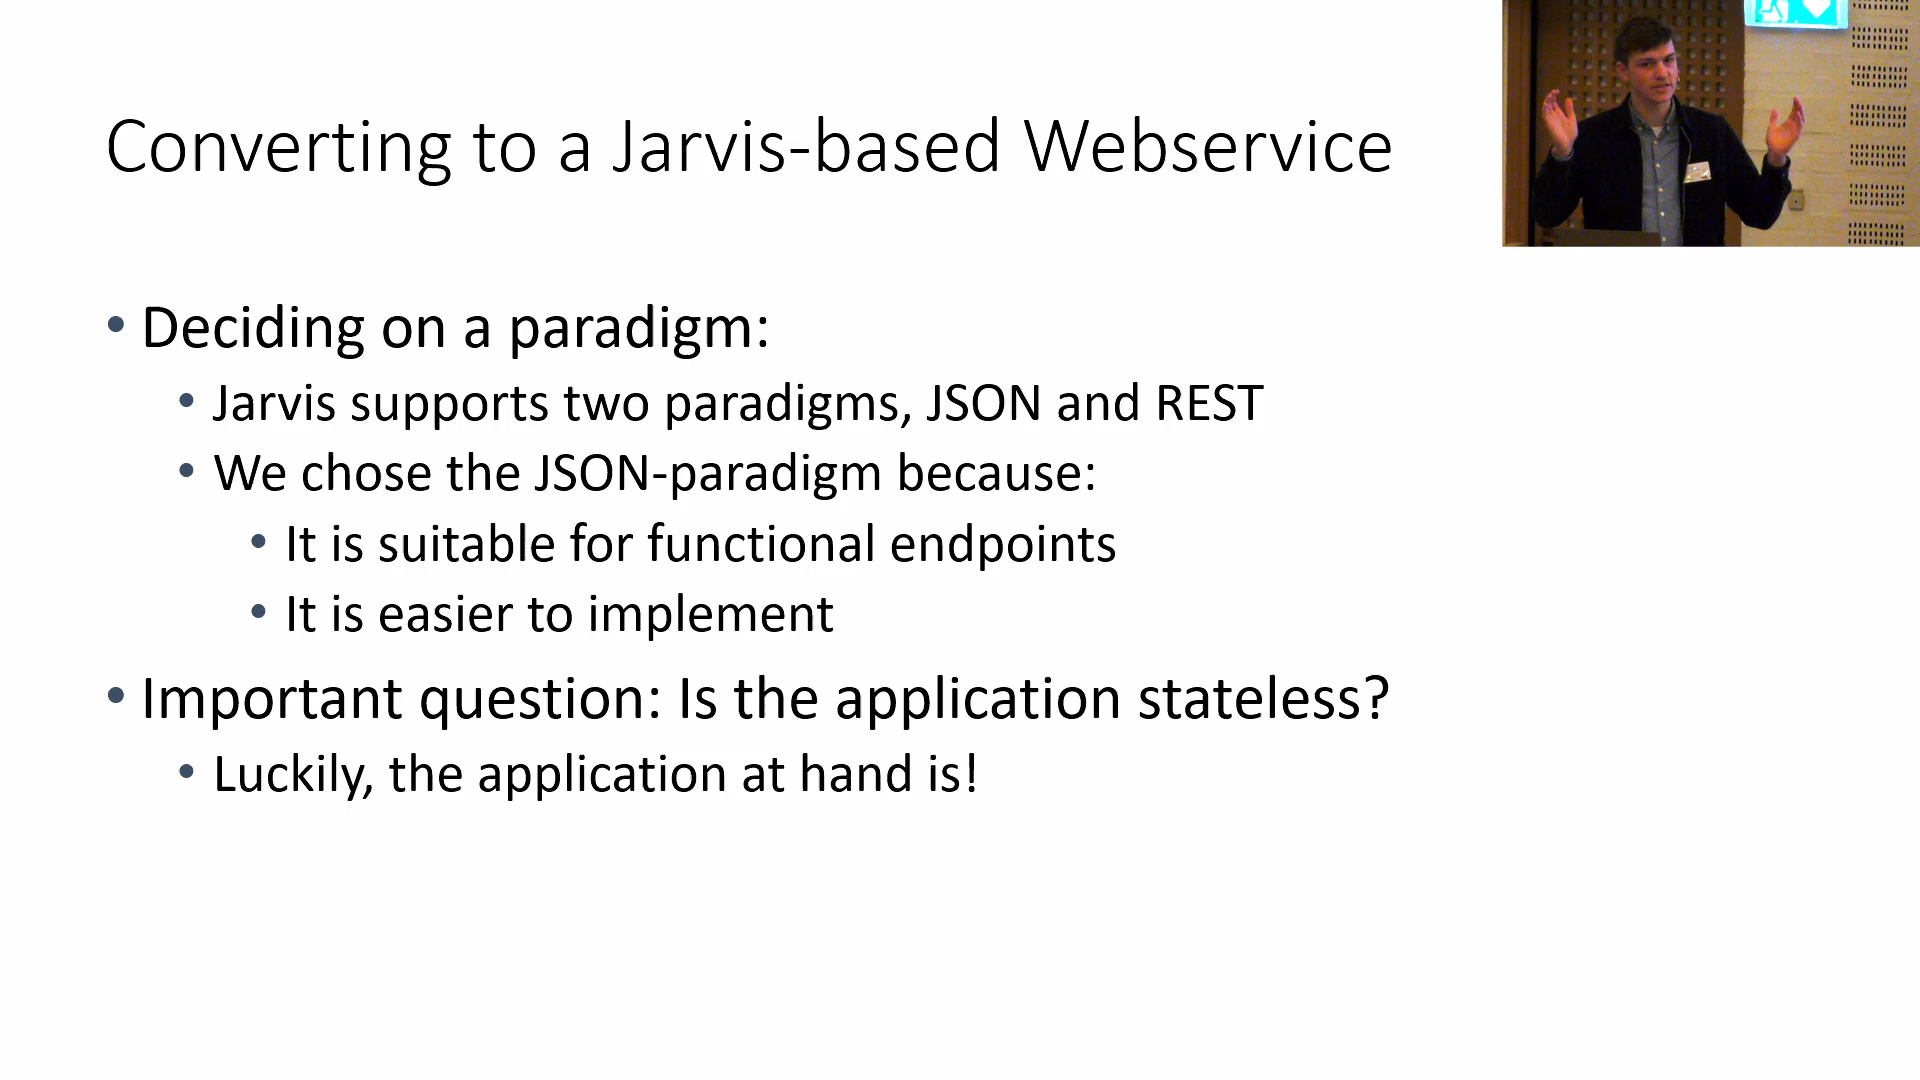 Converting to a Jarvis-based Webservice
• Deciding on a paradigm:
• Jarvis supports two paradigms, JSON and REST
• We chose the JSON-paradigm because:
• It is suitable for functional endpoints
• It is easier to implement
• Important question: Is the application stateless?
• Luckily, the application at hand is!